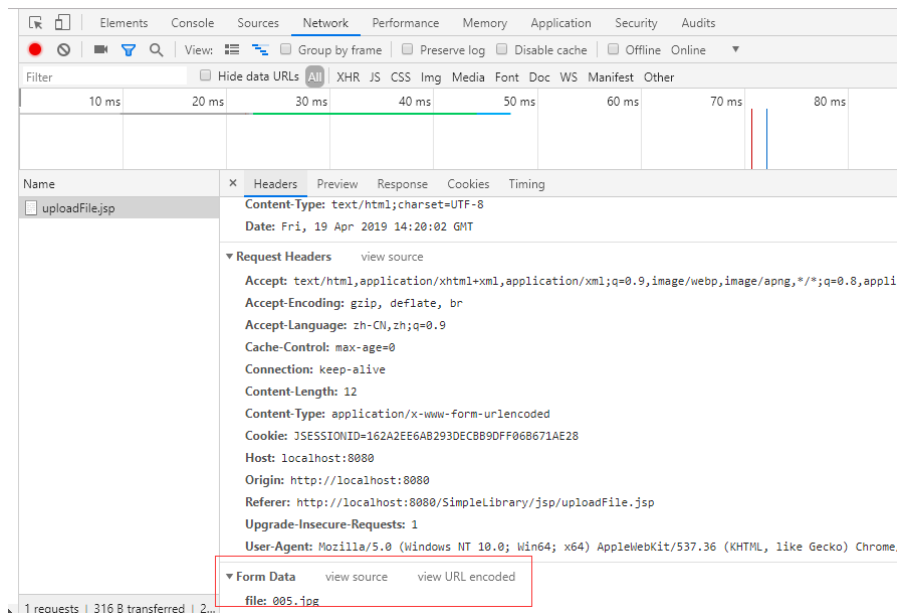 Elements Console Sources Network Performance Memory Application Security Audits
View: Group by frame Preserve log Disable cache Offline Online ▼
Filter Hide data URLs All XHR JS CSS Img Media Font Doc WS Manifest Other
10 ms 20 ms 30 ms 40 ms 50 ms 60 ms 70 ms 80 ms
Name × Headers Preview Response Cookies Timing
uploadFile.jsp
Content-Type: text/html;charset=UTF-8
Date: Fri, 19 Apr 2019 14:20:02 GMT
▼ Request Headers view source
Accept: text/html,application/xhtml+xml,application/xml;q=0.9,image/webp,image/apng,*/*;q=0.8,appli
Accept-Encoding: gzip, deflate, br
Accept-Language: zh-CN,zh;q=0.9
Cache-Control: max-age=0
Connection: keep-alive
Content-Length: 12
Content-Type: application/x-www-form-urlencoded
Cookie: JSESSIONID=162A2EE6AB293DECBB9DFF06B671AE28
Host: localhost:8080
Origin: http://localhost:8080
Referer: http://localhost:8080/SimpleLibrary/jsp/uploadFile.jsp
Upgrade-Insecure-Requests: 1
User-Agent: Mozilla/5.0 (Windows NT 10.0; Win64; x64) AppleWebKit/537.36 (KHTML, like Gecko) Chrome/
▼ Form Data view source view URL encoded
file: 005.jpg
1 requests | 316 B transferred | 2...